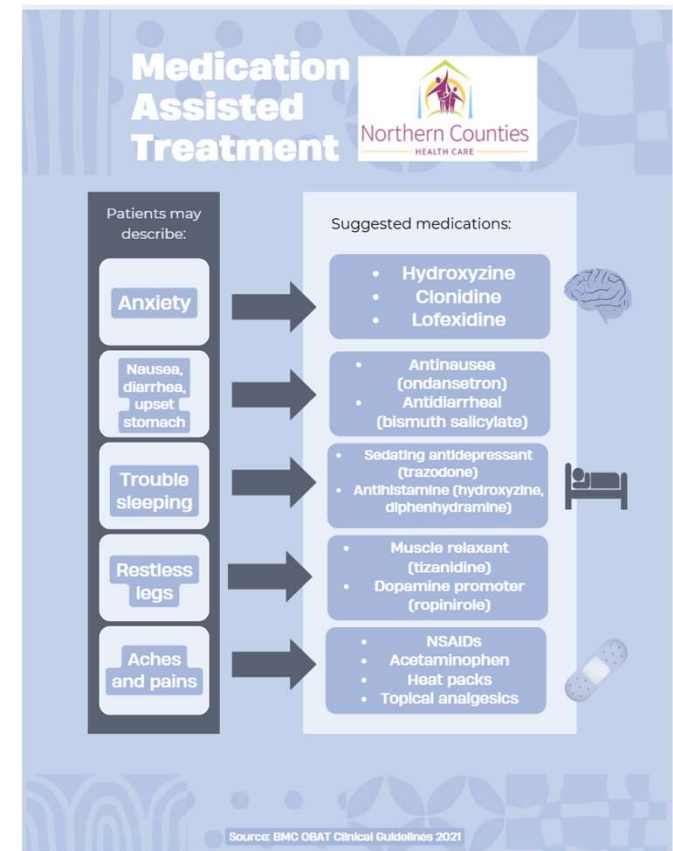 Medication
Assisted
Treatment
Northern Counties
HEALTH CARE
Patients may
describe:
Suggested medications:
Anxiety
• Hydroxyzine
• Clonidine
• Lofexidine
Nausea,
diarrhea,
upset
stomach
• Antinausea
(ondansetron)
• Antidiarrheal
(bismuth salicylate)
Trouble
sleeping
• Sedating antidepressant
(trazodone)
• Antihistamine (hydroxyzine,
diphenhydramine)
Restless
legs
• Muscle relaxant
(tizanidine)
• Dopamine promoter
(ropinirole)
Aches
and pains
• NSAIDs
• Acetaminophen
• Heat packs
• Topical analgesics
Source: BMC OBAT Clinical Guidelines 2021